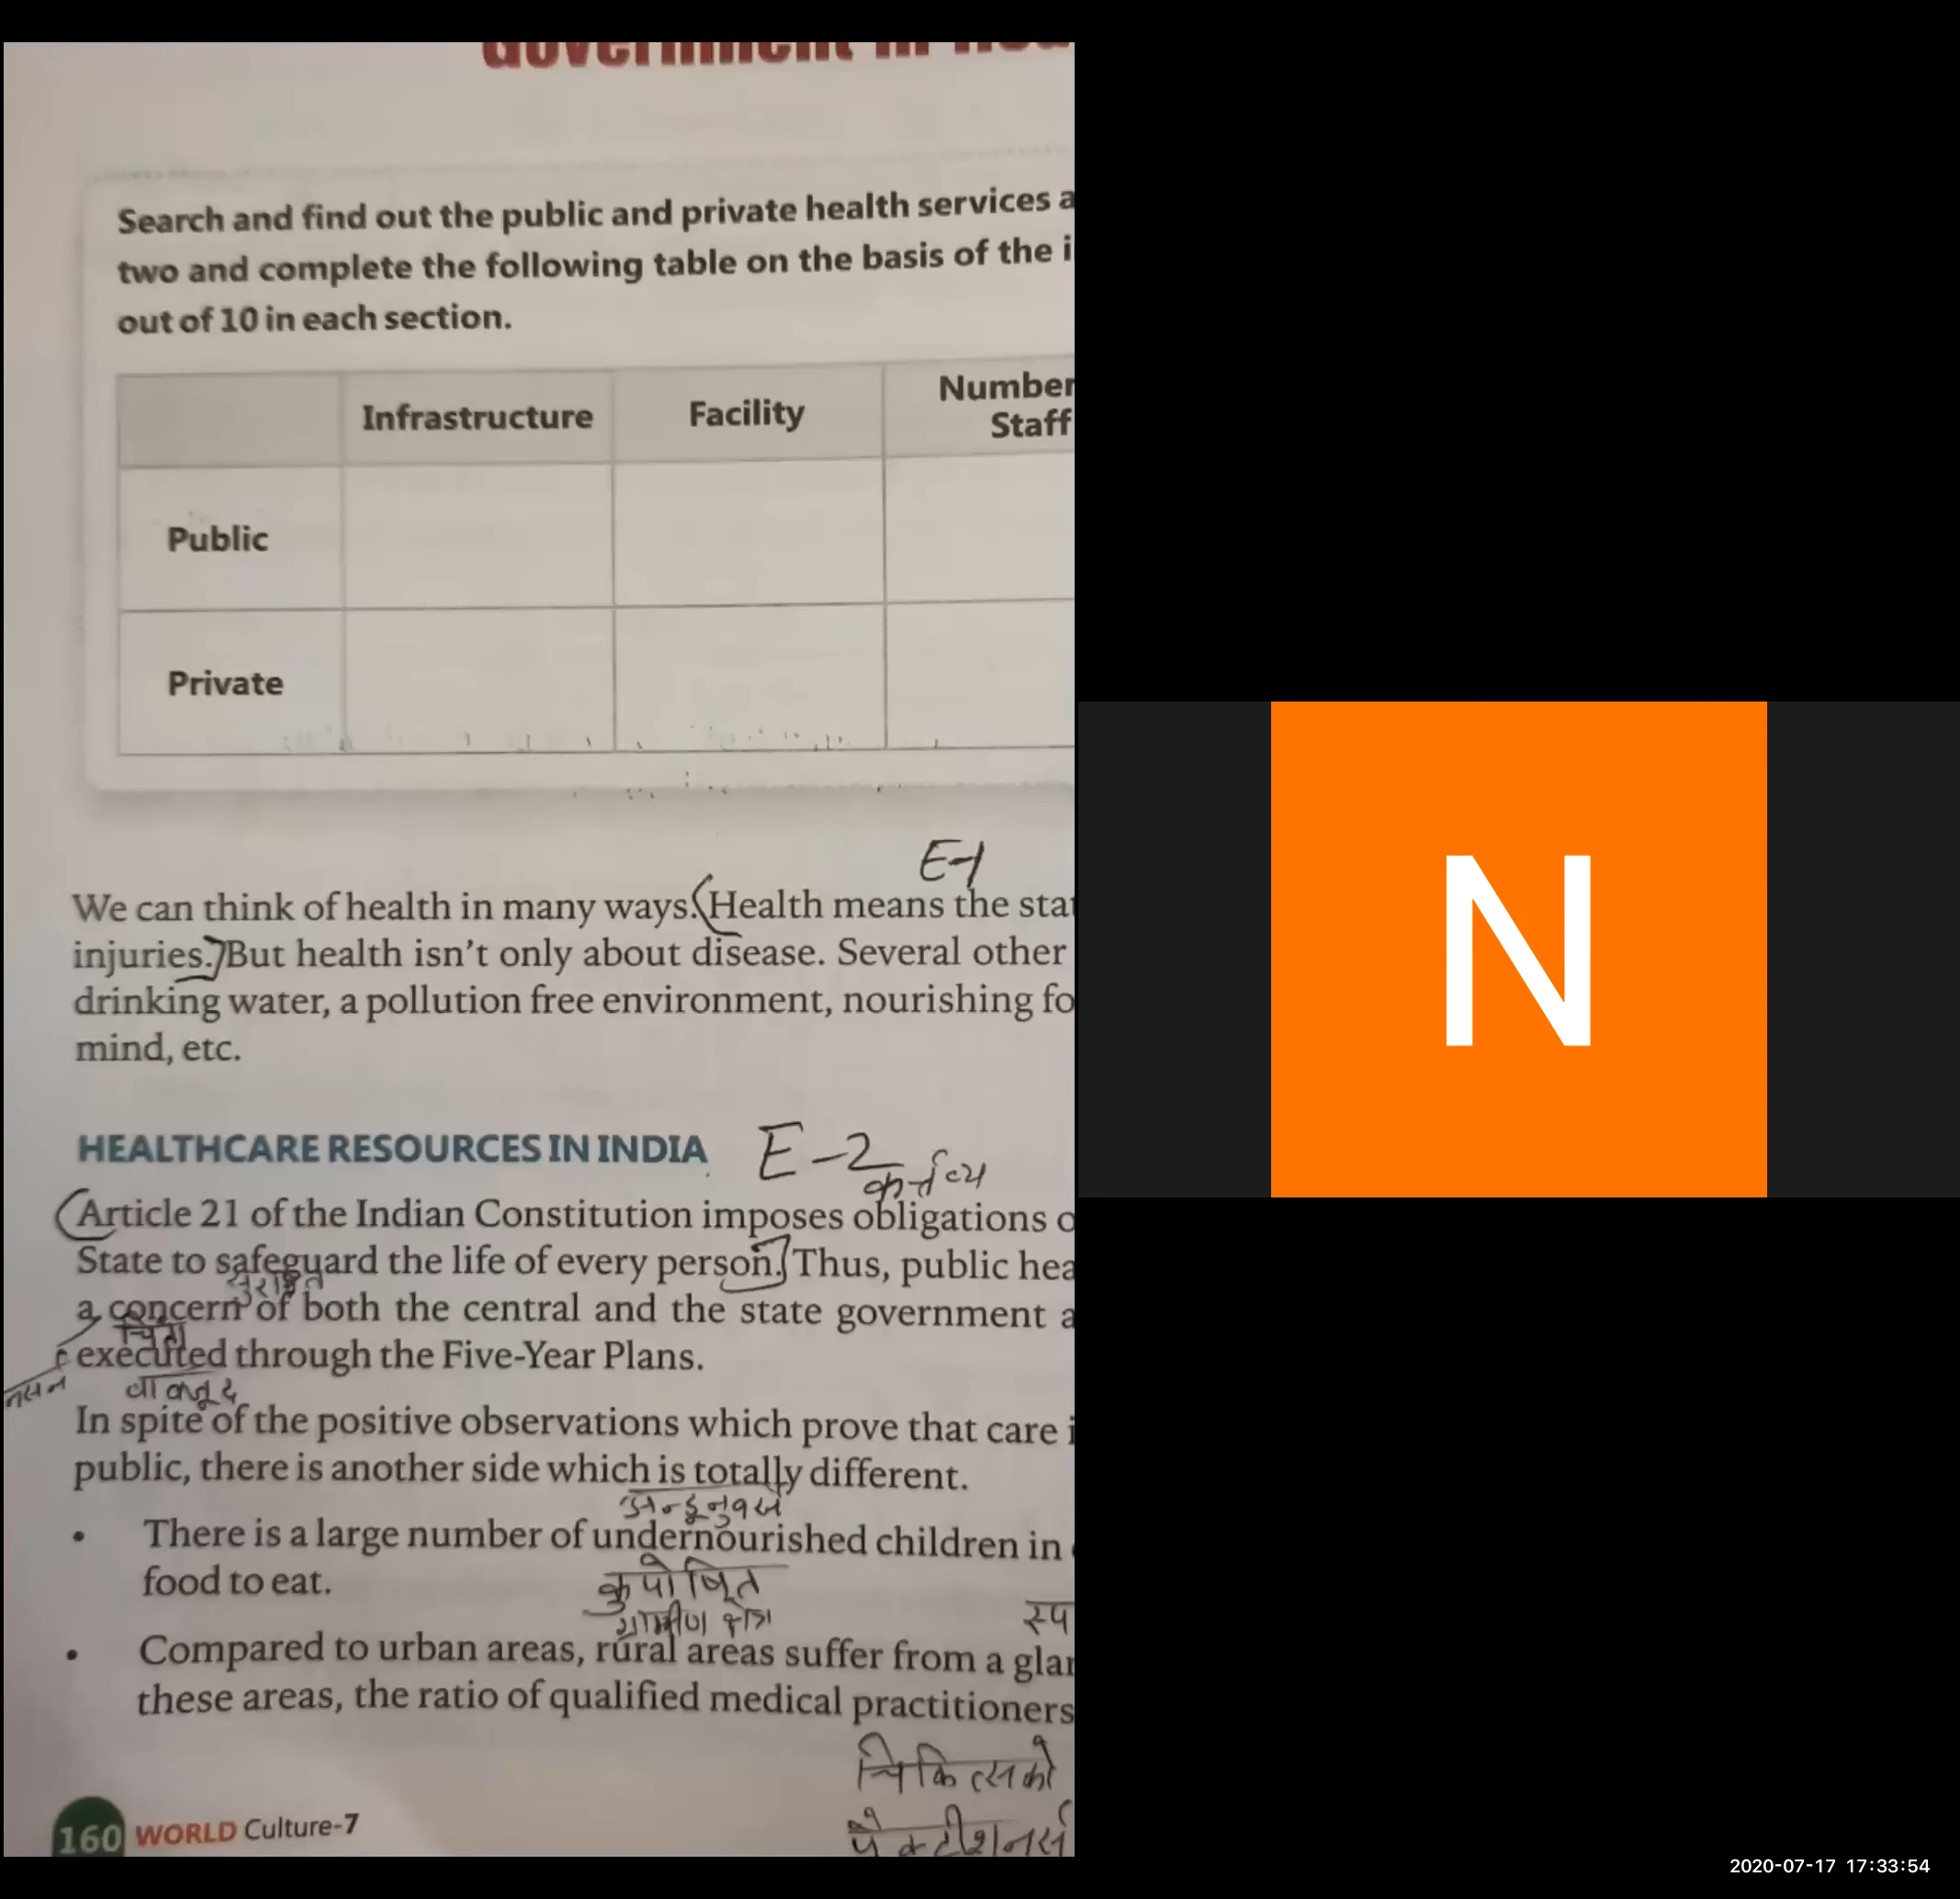 Government in
Search and find out the public and private health services a
two and complete the following table on the basis of the i
out of 10 in each section.
Infrastructure Facility Number
Staff
Public
Private
E-1
We can think of health in many ways. (Health means the stat
injuries.) But health isn't only about disease. Several other
drinking water, a pollution free environment, nourishing fo
mind, etc.
HEALTHCARE RESOURCES IN INDIA E-2
कर्तव्य
(Article 21 of the Indian Constitution imposes obligations o
State to safeguard the life of every person.) Thus, public hea
सुरक्षित
a concern of both the central and the state government a
चिंता
executed through the Five-Year Plans.
In spite of the positive observations which prove that care i
public, there is another side which is totally different.
There is a large number of undernourished children in
food to eat.
कुपोषित
ग्रामीण क्षेत्र
स्प
Compared to urban areas, rural areas suffer from a glar
these areas, the ratio of qualified medical practitioners
चिकित्सको
160 WORLD Culture-7
N
2020-07-17 17:33:54